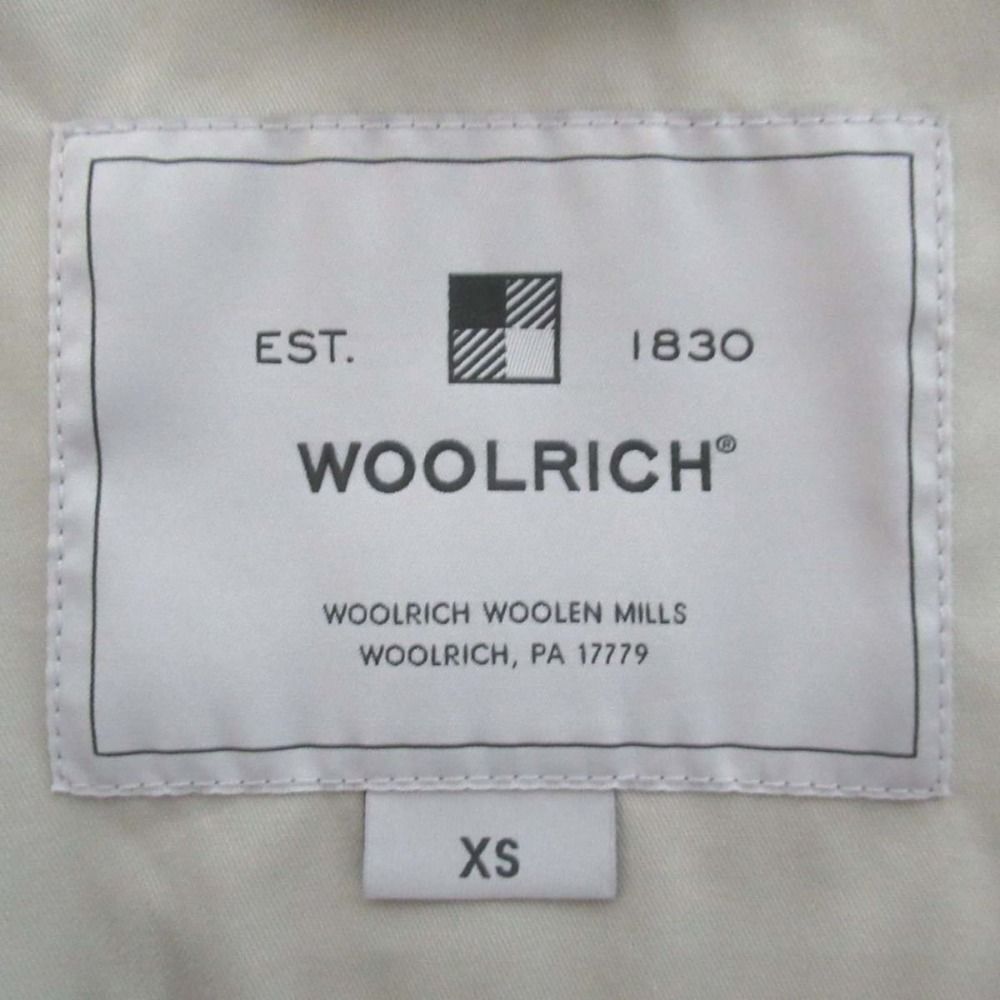 EST. 1830
WOOLRICH®
WOOLRICH WOOLEN MILLS
WOOLRICH, PA 17779
XS